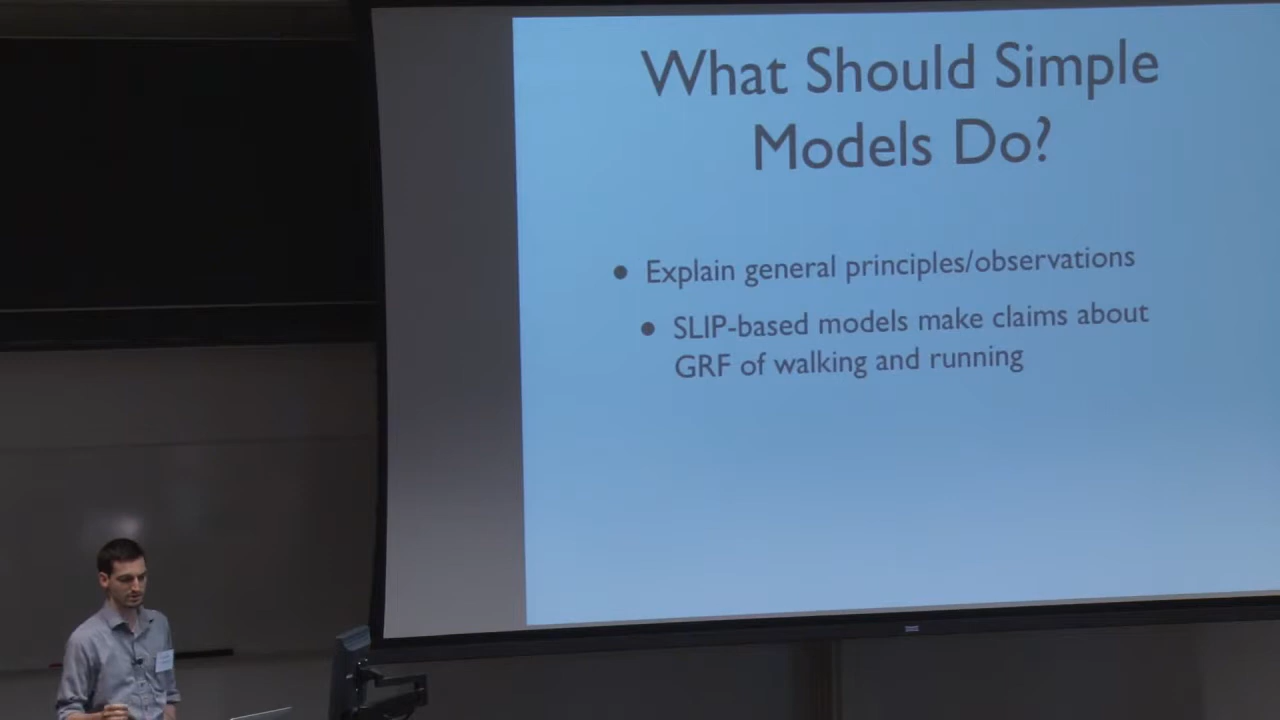 What Should Simple
Models Do?
• Explain general principles/observations
• SLIP-based models make claims about
GRF of walking and running